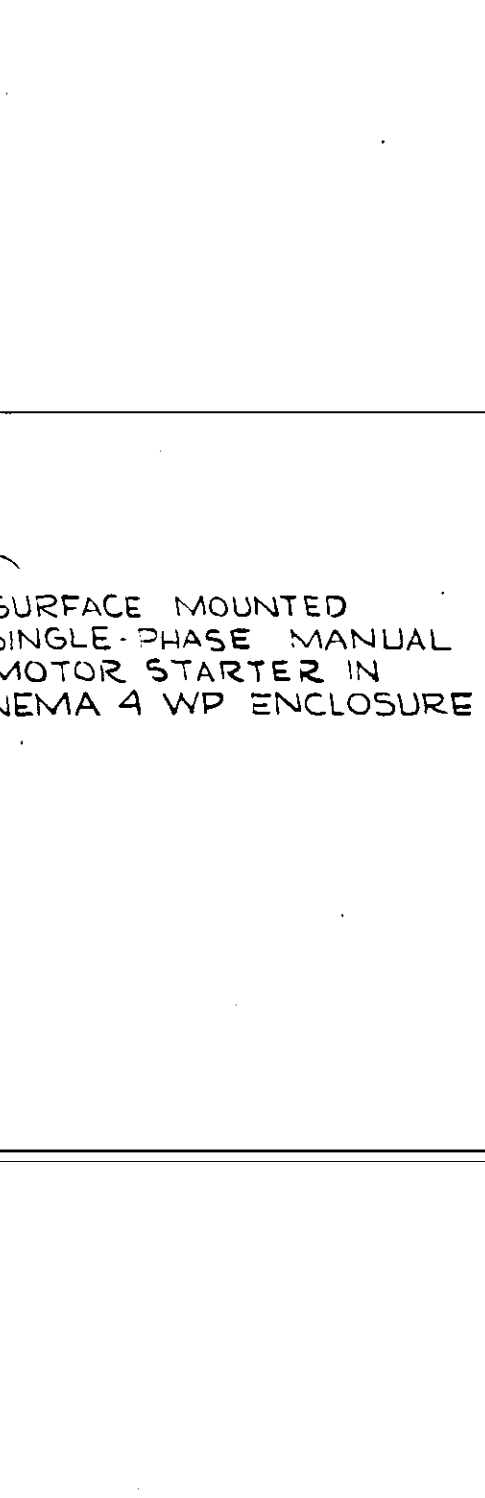 SURFACE MOUNTED
SINGLE-PHASE MANUAL
MOTOR STARTER IN
NEMA 4 WP ENCLOSURE